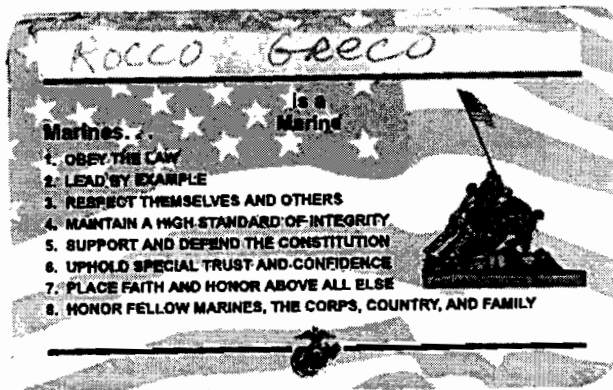 ROCCO GRECO
is a
Marine
Marines. . .
1. OBEY THE LAW
2. LEAD BY EXAMPLE
3. RESPECT THEMSELVES AND OTHERS
4. MAINTAIN A HIGH STANDARD OF INTEGRITY
5. SUPPORT AND DEFEND THE CONSTITUTION
6. UPHOLD SPECIAL TRUST AND CONFIDENCE
7. PLACE FAITH AND HONOR ABOVE ALL ELSE
8. HONOR FELLOW MARINES, THE CORPS, COUNTRY, AND FAMILY